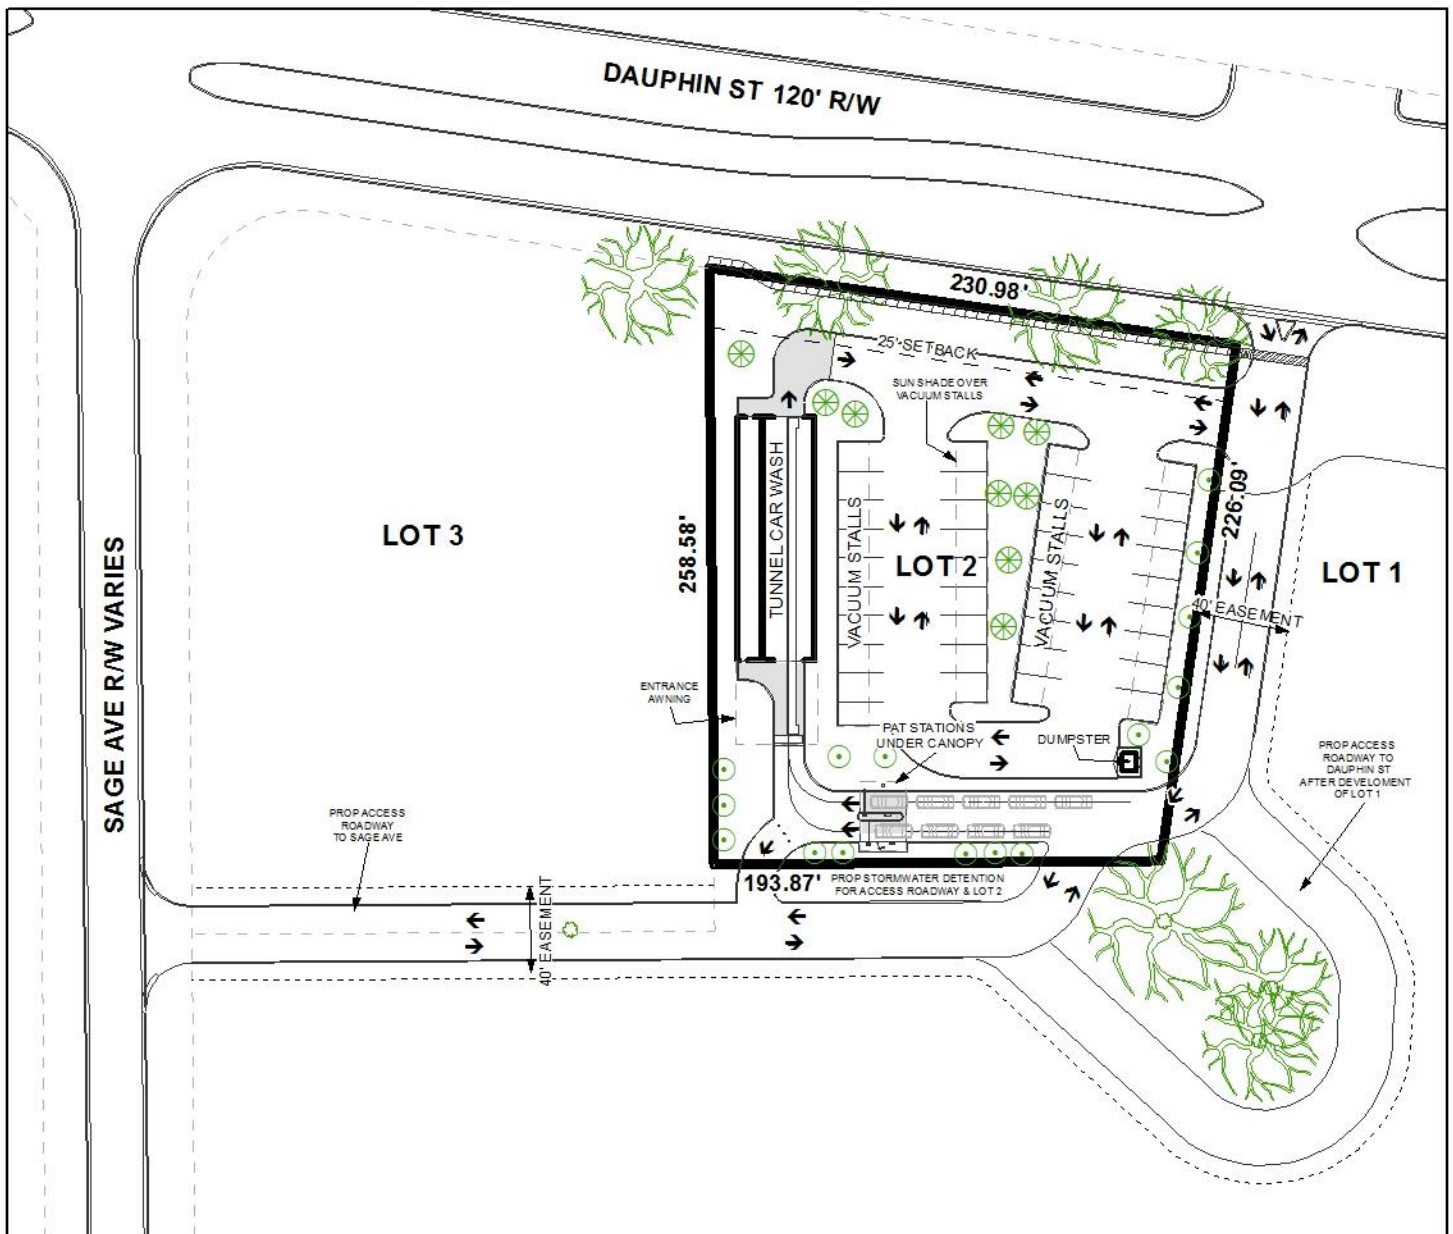 DAUPHIN ST 120' R/W
230.98'
25' SETBACK
SUN SHADE OVER
VACUUM STALLS
TUNNEL CAR WASH
VACUUM STALLS
LOT 2
VACUUM STALLS
226.09'
LOT 3
258.58'
LOT 1
40' EASEMENT
SAGE AVE R/W VARIES
ENTRANCE
AWNING
PAT STATIONS
UNDER CANOPY
DUMPSTER
PROP ACCESS
ROADWAY TO
DAUPHIN ST
AFTER DEVELOMENT
OF LOT 1
PROP ACCESS
ROADWAY
TO SAGE AVE
193.87'
PROP STORMWATER DETENTION
FOR ACCESS ROADWAY & LOT 2
40' EASEMENT